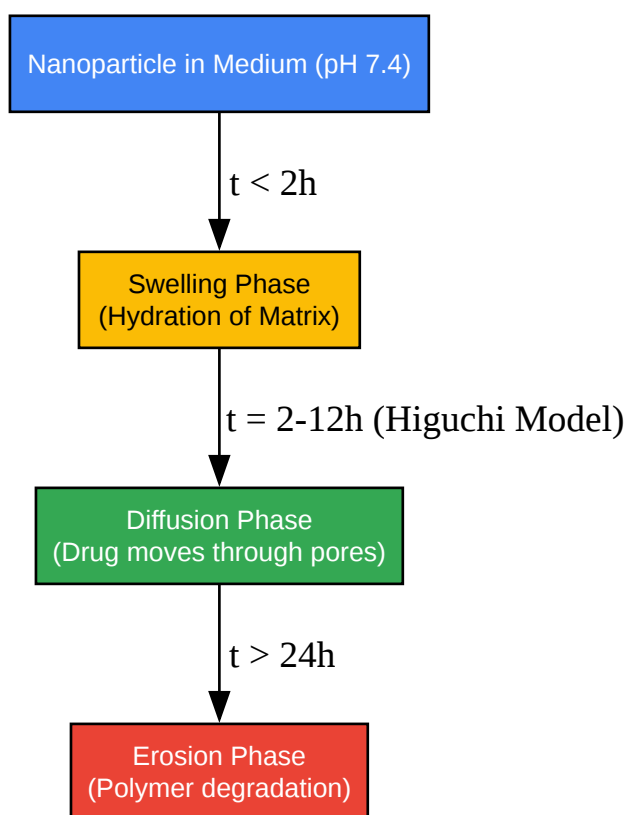 Nanoparticle in Medium (pH 7.4)
t < 2h
Swelling Phase
(Hydration of Matrix)
t = 2-12h (Higuchi Model)
Diffusion Phase
(Drug moves through pores)
t > 24h
Erosion Phase
(Polymer degradation)